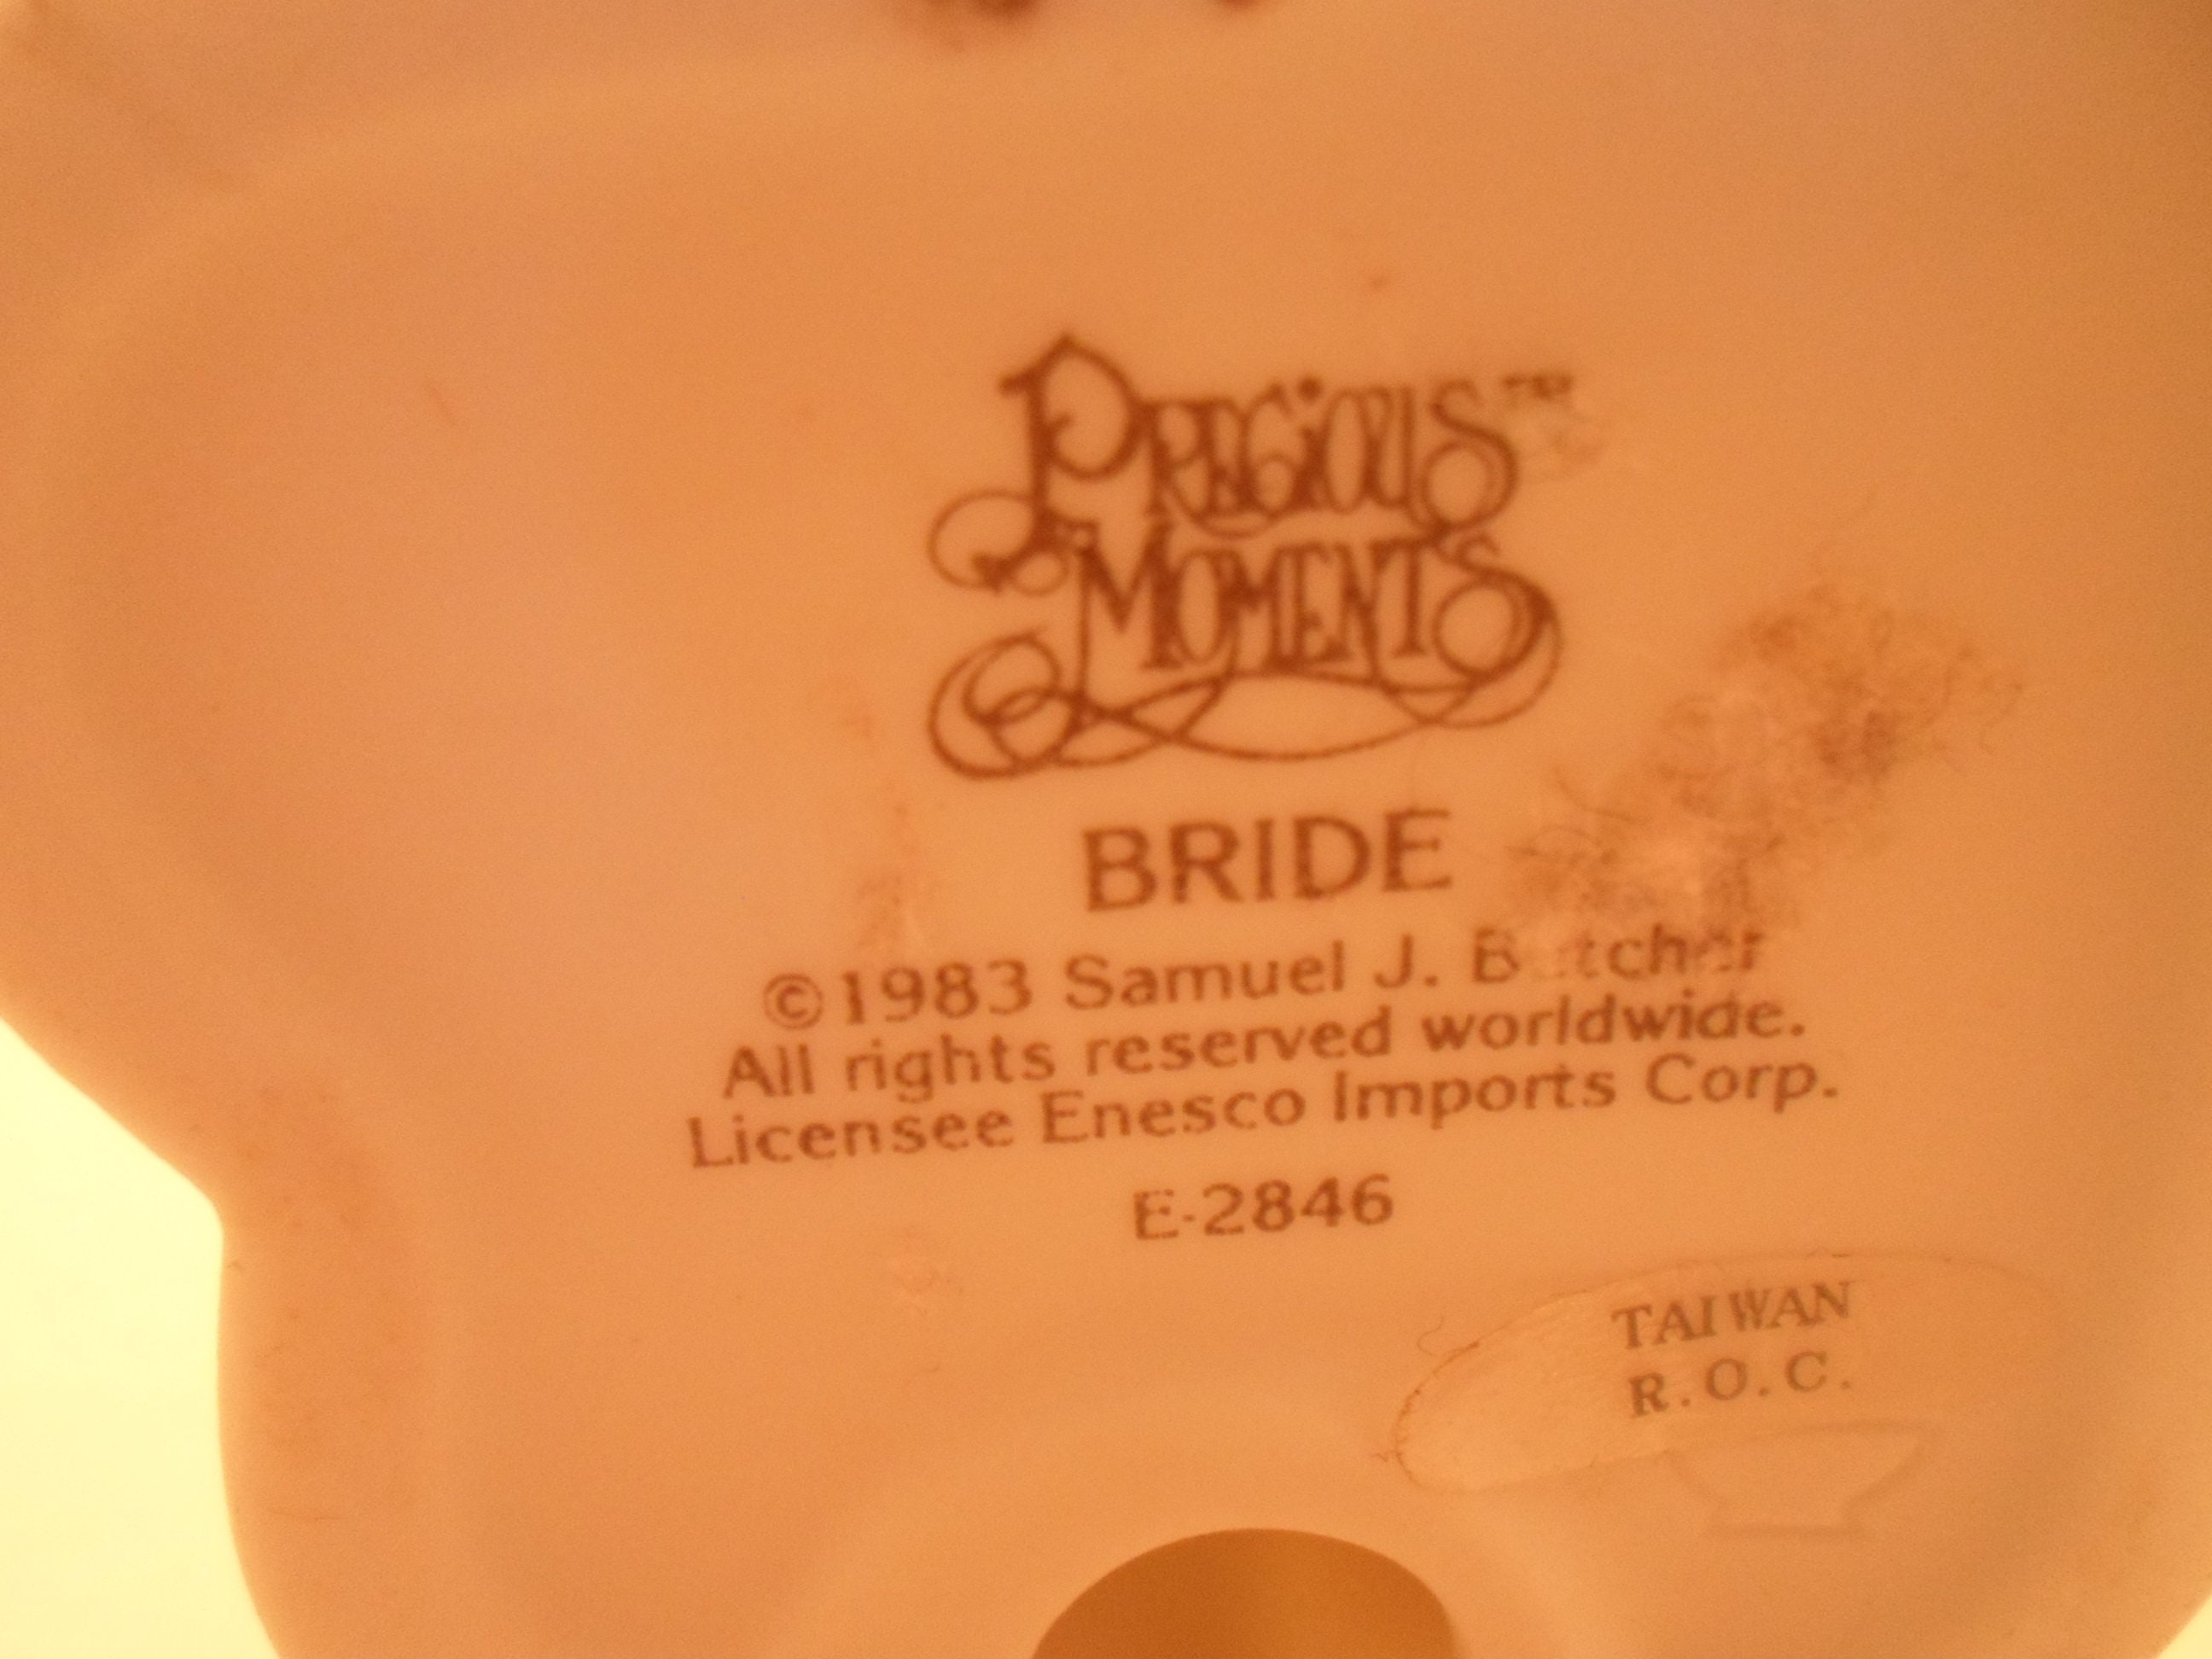 PRECIOUS™
MOMENTS
BRIDE
©1983 Samuel J. Butcher
All rights reserved worldwide.
Licensee Enesco Imports Corp.
E-2846
TAIWAN
R.O.C.